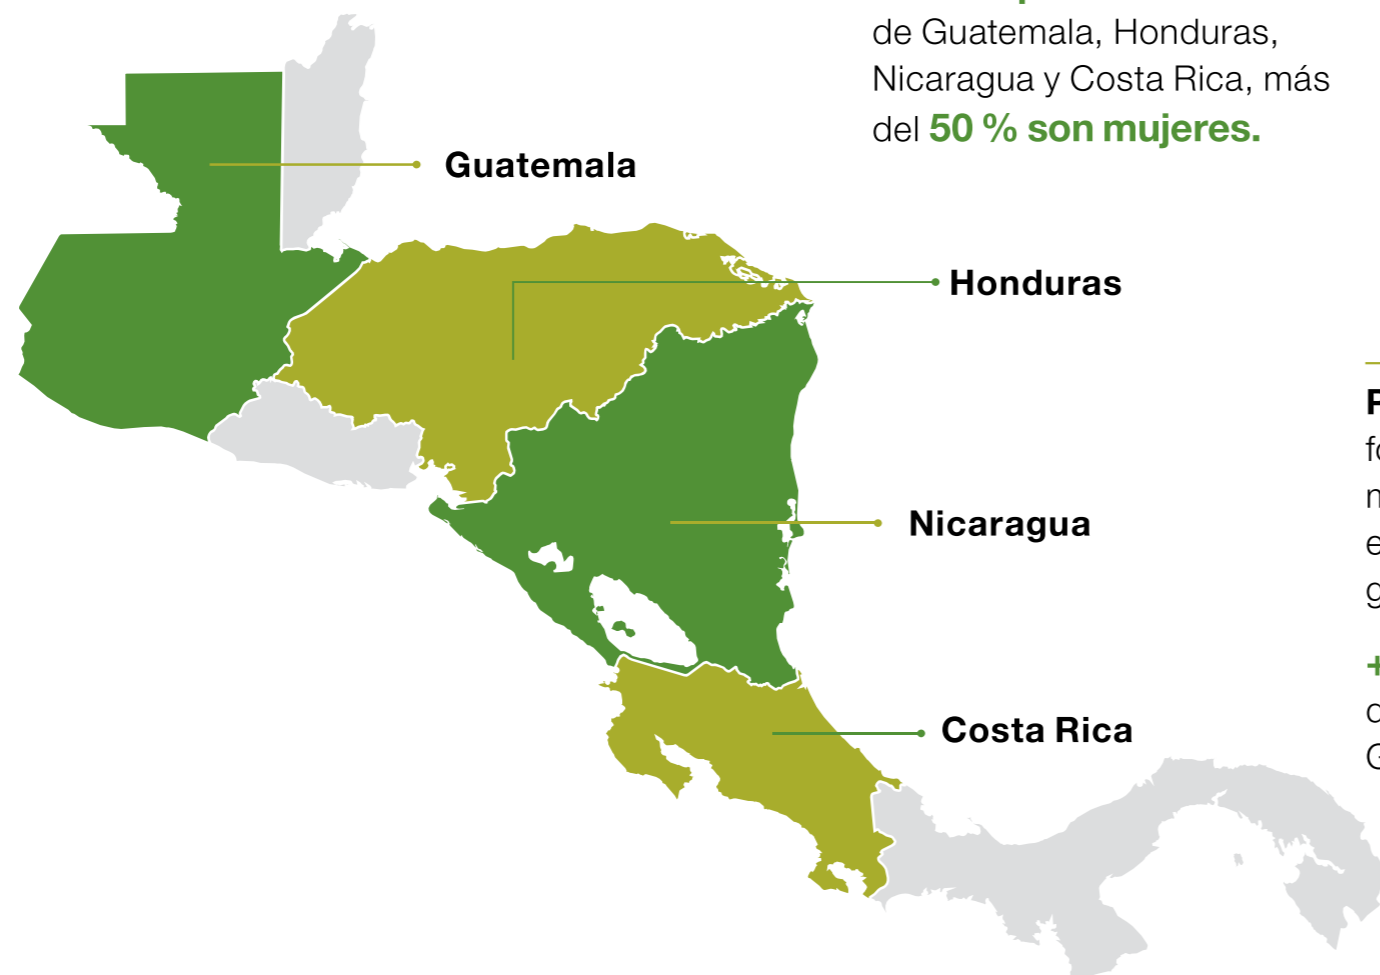 de Guatemala, Honduras,
Nicaragua y Costa Rica, más
del 50 % son mujeres.
Guatemala
Honduras
Nicaragua
Costa Rica
+